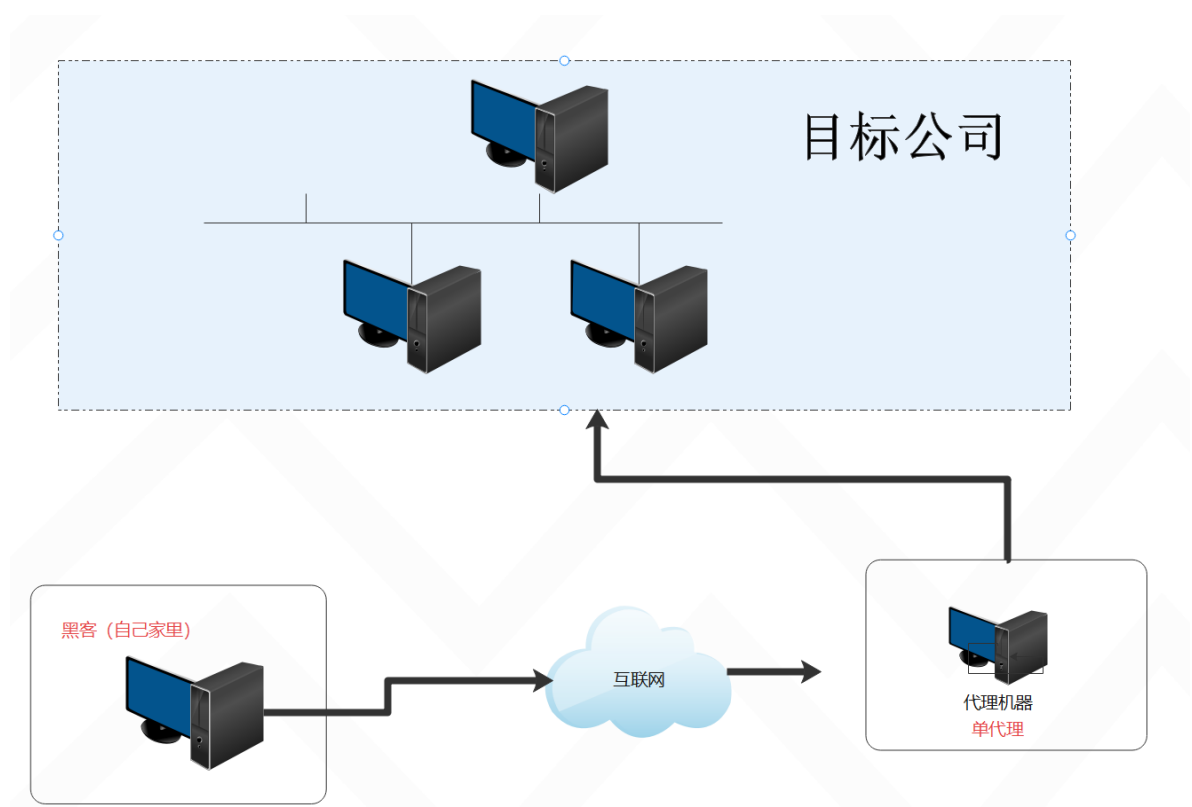 目标公司
黑客（自己家里）
互联网
代理机器
单代理